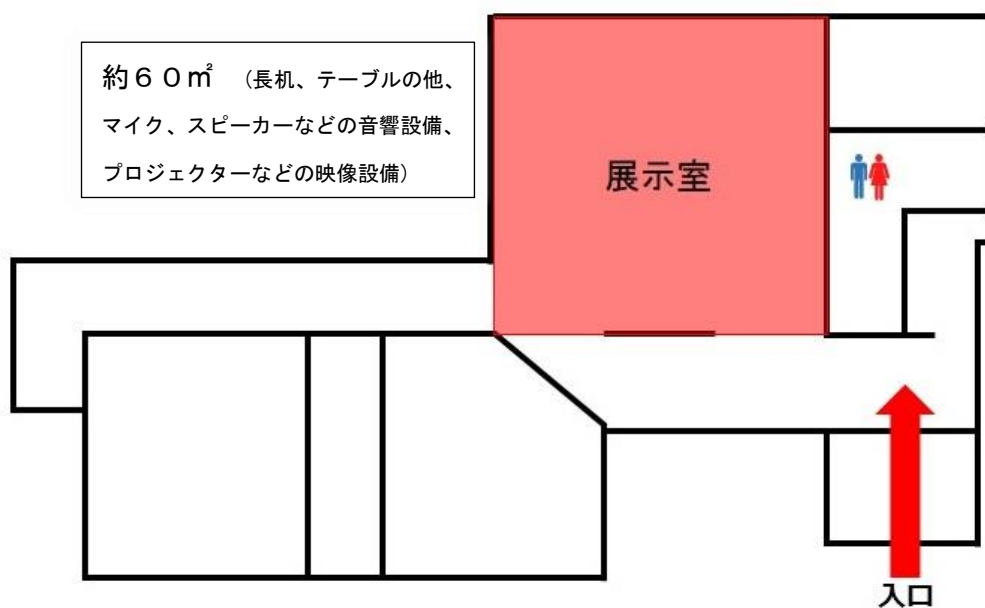 約６０㎡　（長机、テーブルの他、
マイク、スピーカーなどの音響設備、
プロジェクターなどの映像設備）
展示室
入口